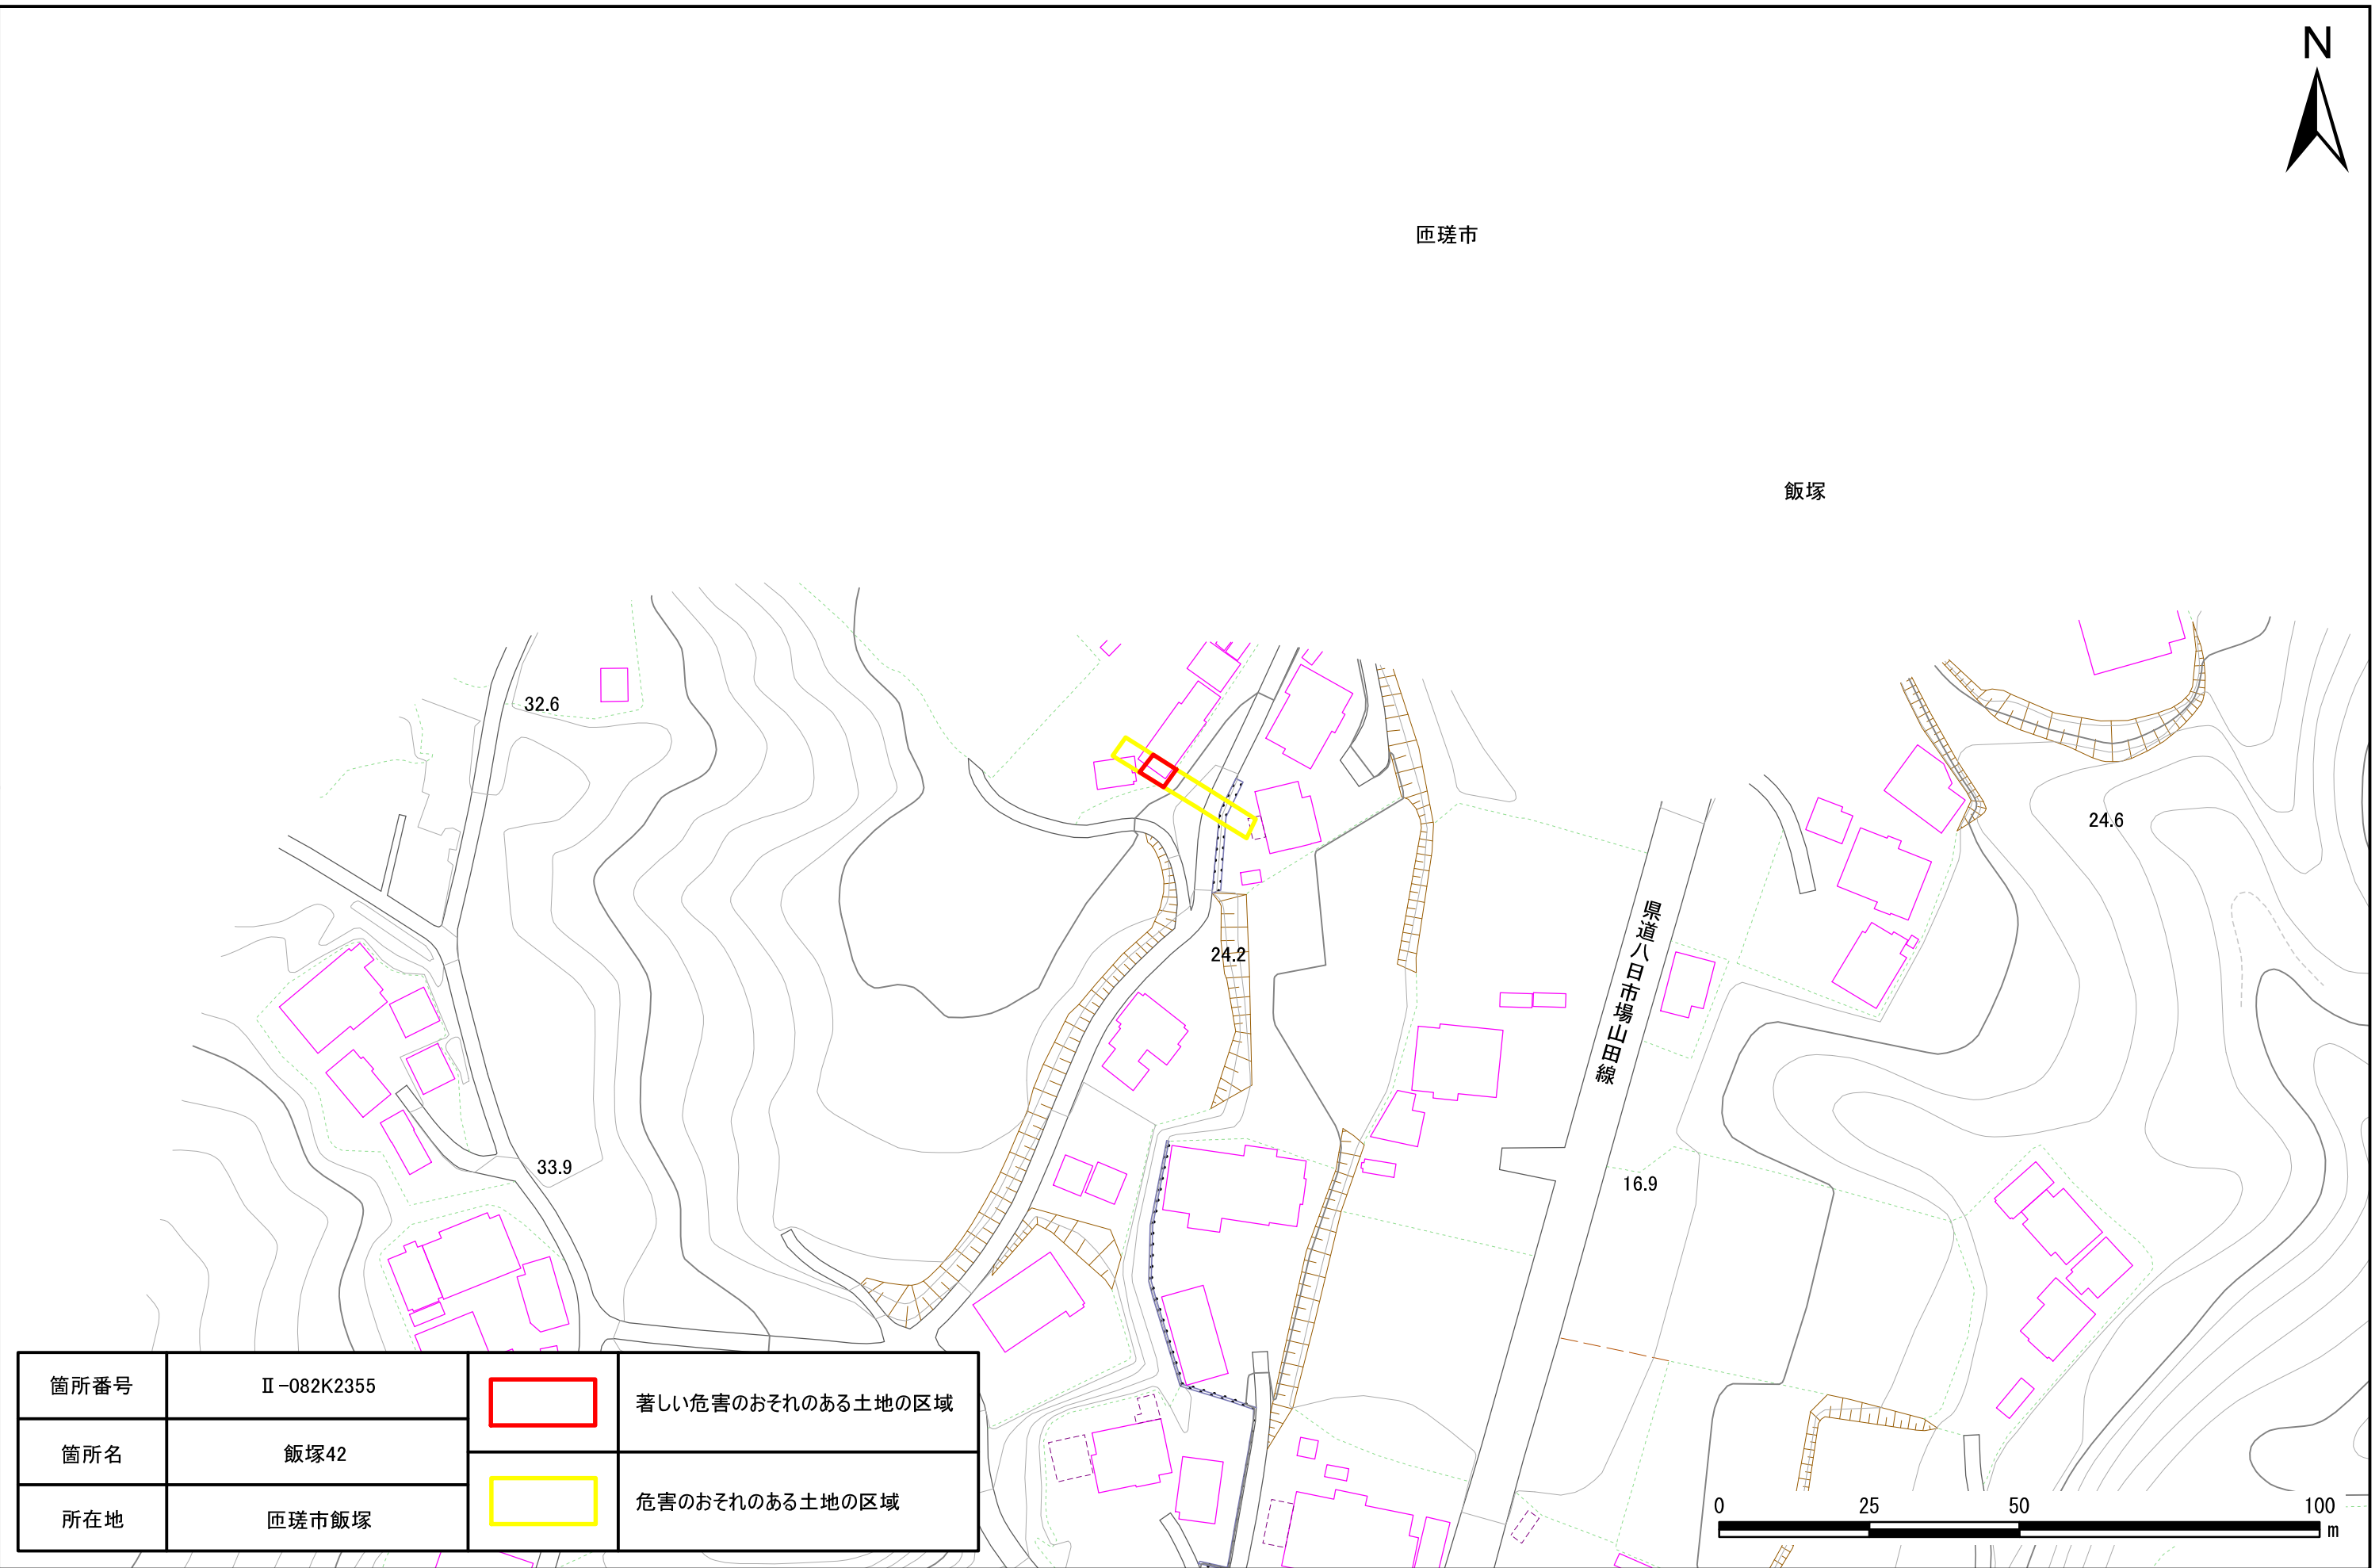 N
匝瑳市
飯塚
32.6
24.6
24.2
県道八日市場山田線
33.9
16.9
箇所番号 Ⅱ-082K2355
箇所名 飯塚42
所在地 匝瑳市飯塚
著しい危害のおそれのある土地の区域
危害のおそれのある土地の区域
0 25 50 100
m